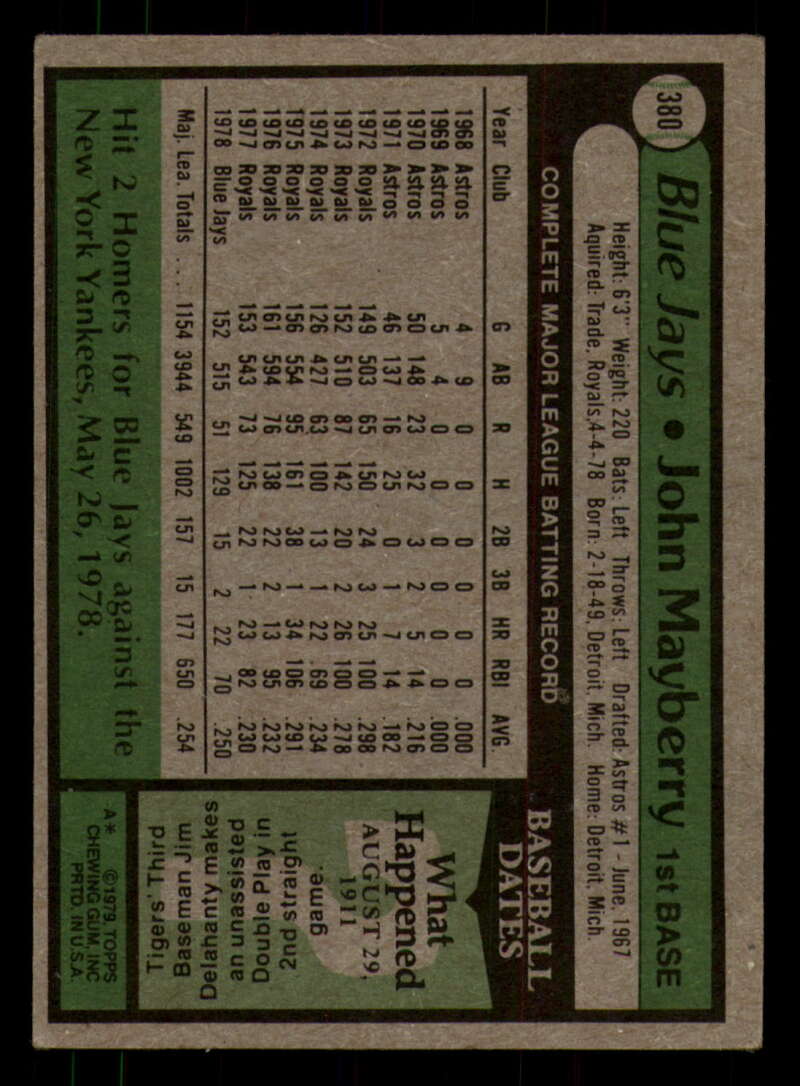 380
Blue Jays • John Mayberry 1st BASE
Height: 6'3" Weight: 220 Bats: Left Throws: Left Drafted: Astros #1 - June, 1967
Aquired: Trade, Royals, 4-4-78 Born: 2-18-49, Detroit, Mich. Home: Detroit, Mich.
COMPLETE MAJOR LEAGUE BATTING RECORD
Year Club G AB R H 2B 3B HR RBI AVG.
1968 Astros 4 9 0 0 0 0 0 0 .000
1969 Astros 5 4 0 0 0 0 0 0 .000
1970 Astros 50 148 23 32 3 2 5 14 .216
1971 Astros 46 137 16 25 0 1 7 14 .182
1972 Royals 149 503 65 150 24 3 25 100 .298
1973 Royals 152 510 87 142 20 2 26 100 .278
1974 Royals 126 427 63 100 13 1 22 69 .234
1975 Royals 156 554 95 161 38 1 34 106 .291
1976 Royals 161 594 76 138 22 2 13 95 .232
1977 Royals 153 543 73 125 22 1 23 82 .230
1978 Blue Jays 152 515 51 129 15 2 22 70 .250
Maj. Lea. Totals . . . 1154 3944 549 1002 157 15 177 650 .254
Hit 2 Homers for Blue Jays against the
New York Yankees, May 26, 1978.
BASEBALL
DATES
What
Happened
AUGUST 29,
1911
Tigers' Third
Baseman Jim
Delahanty makes
an unassisted
Double Play in
2nd straight
game.
A* ©1979, TOPPS
CHEWING GUM, INC
PRTD. IN U.S.A.